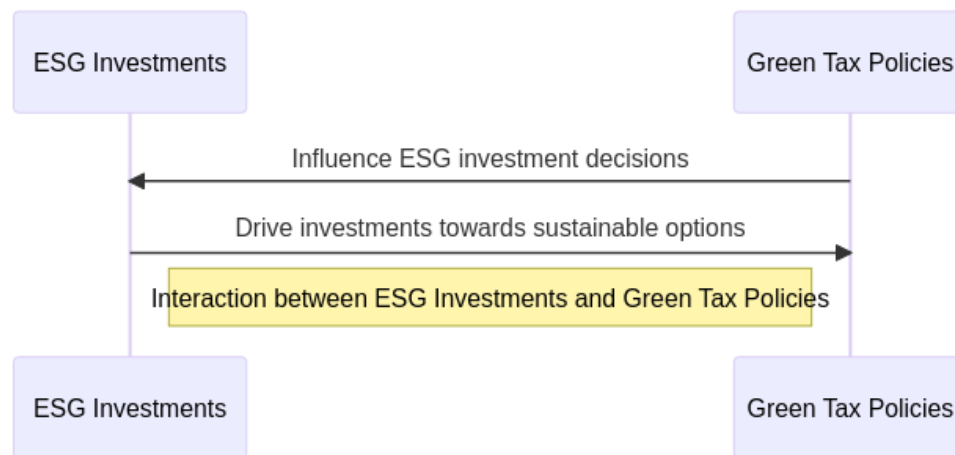 ESG Investments
Green Tax Policies
Influence ESG investment decisions
Drive investments towards sustainable options
Interaction between ESG Investments and Green Tax Policies
ESG Investments
Green Tax Policies